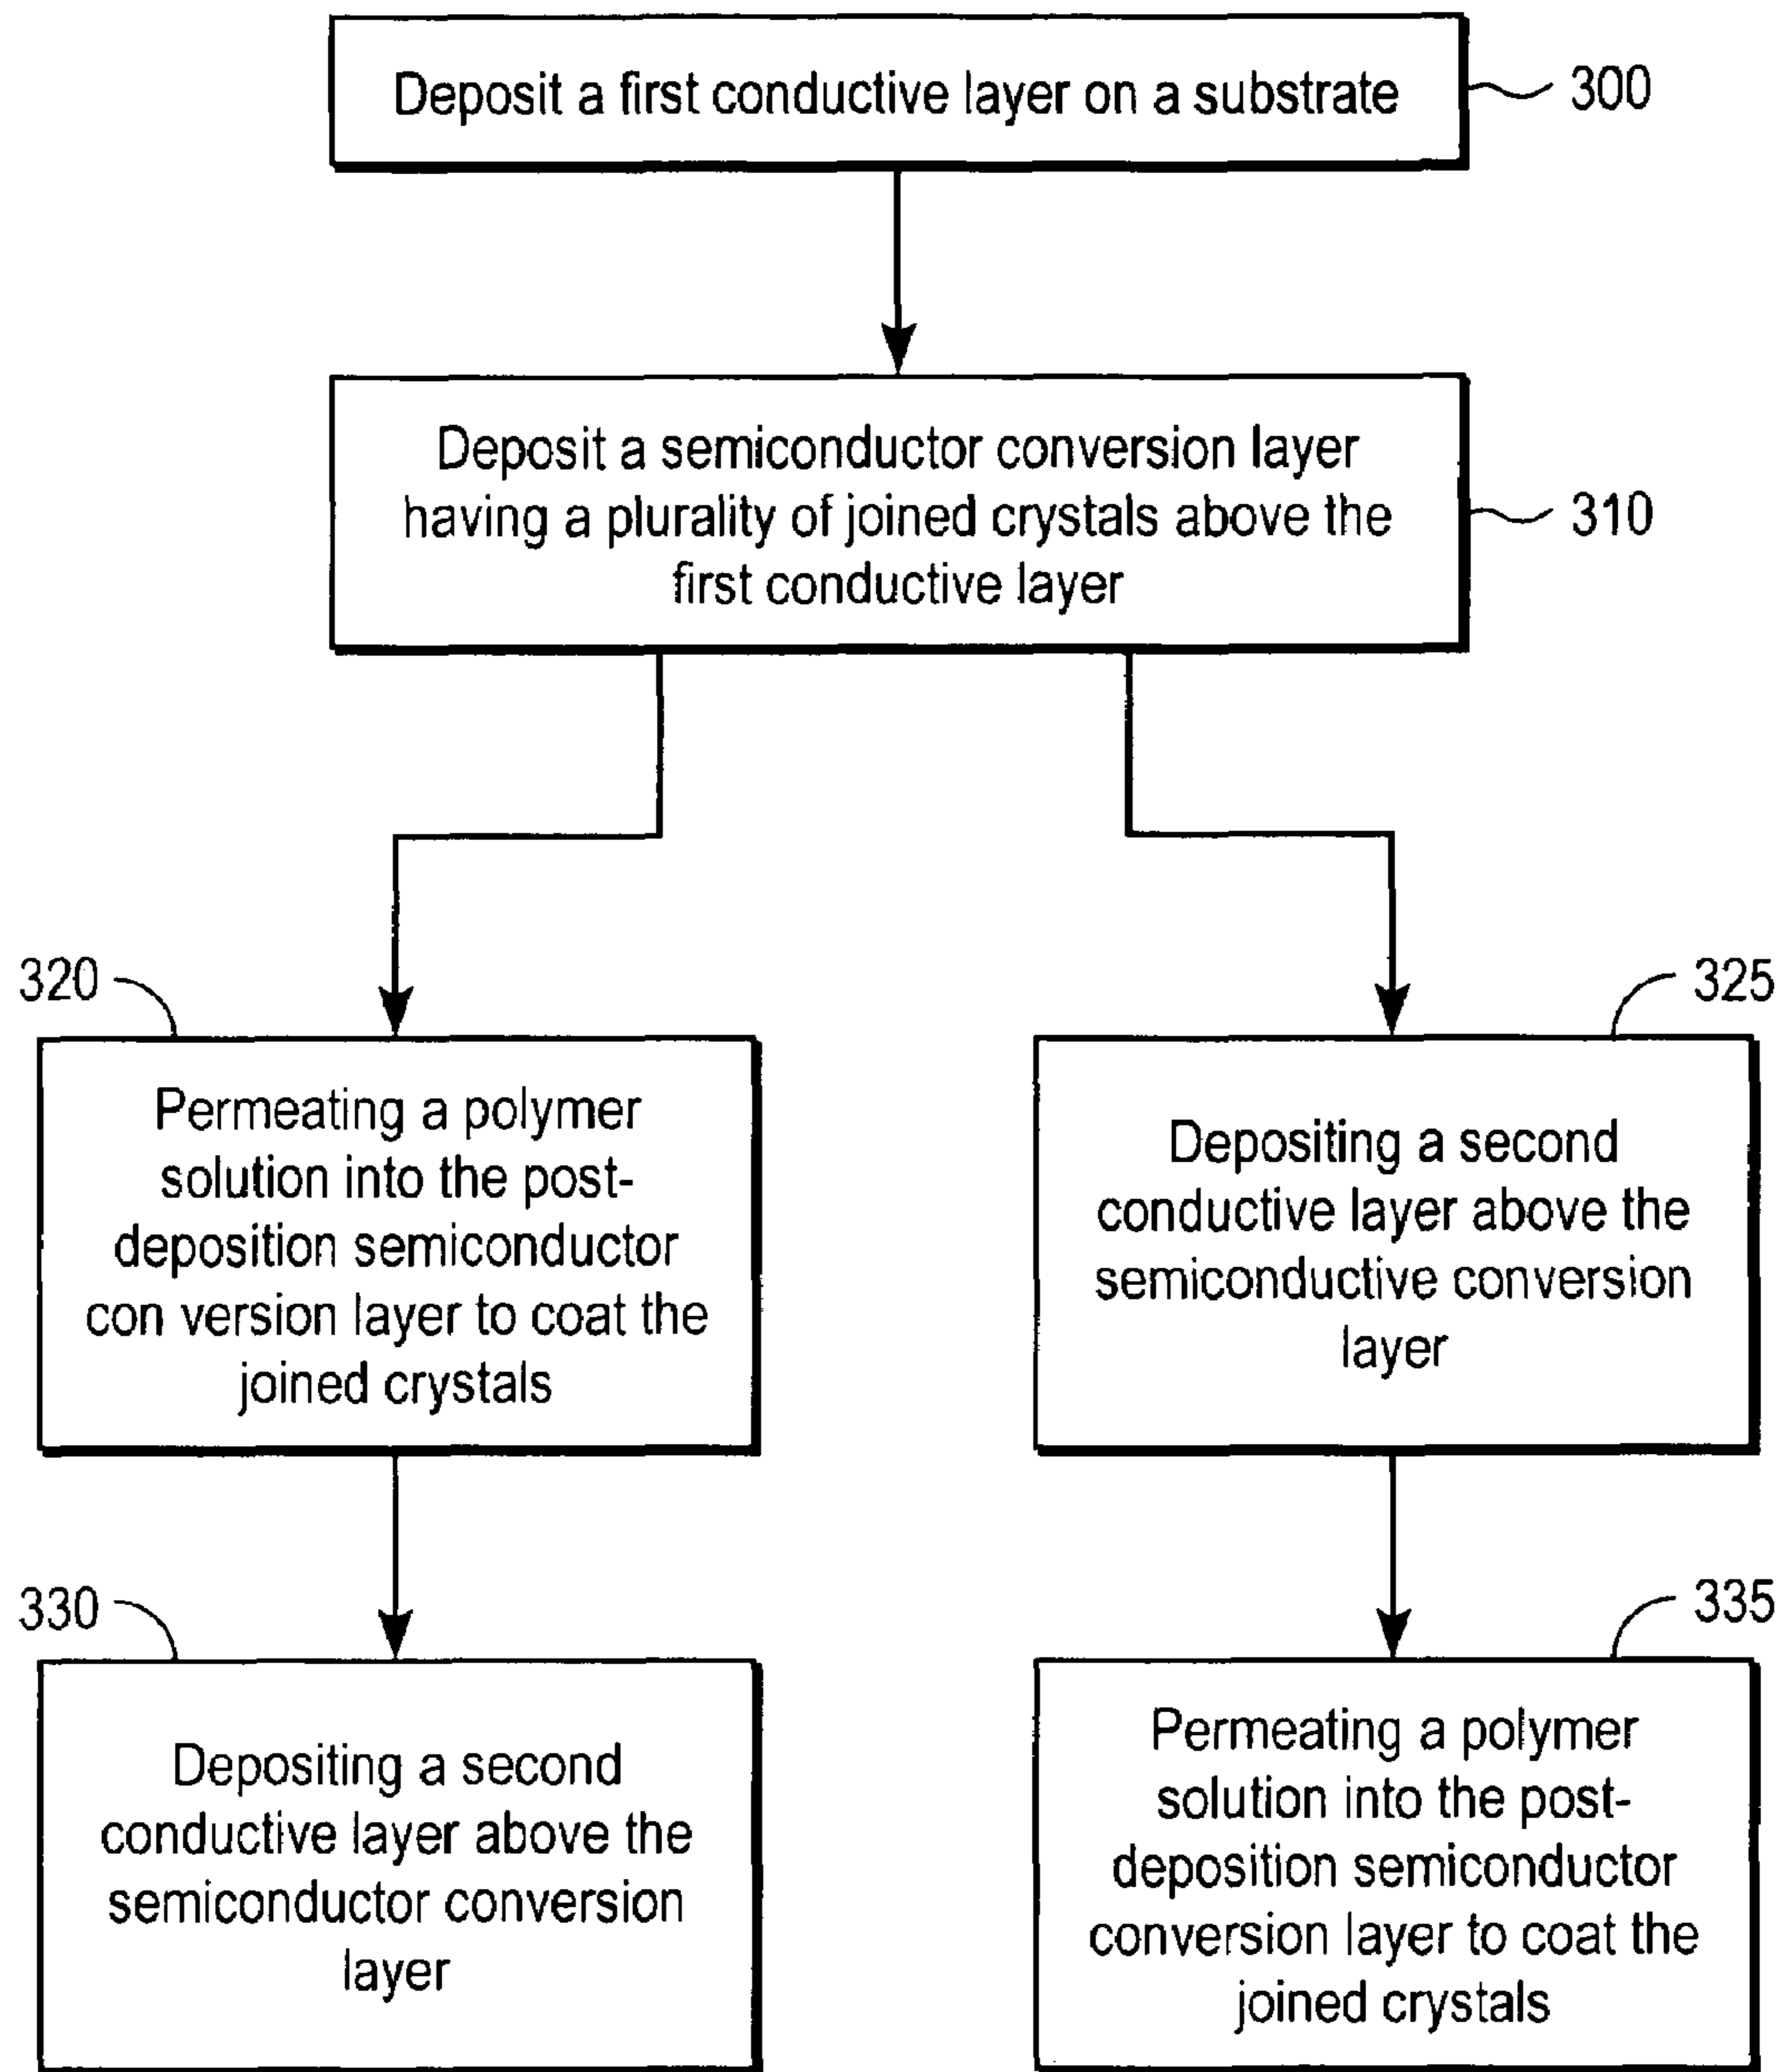 Deposit a first conductive layer on a substrate
300
Deposit a semiconductor conversion layer
having a plurality of joined crystals above the
first conductive layer
310
320
Permeating a polymer
solution into the post-
deposition semiconductor
con version layer to coat the
joined crystals
325
Depositing a second
conductive layer above the
semiconductive conversion
layer
330
Depositing a second
conductive layer above the
semiconductor conversion
layer
335
Permeating a polymer
solution into the post-
deposition semiconductor
conversion layer to coat the
joined crystals